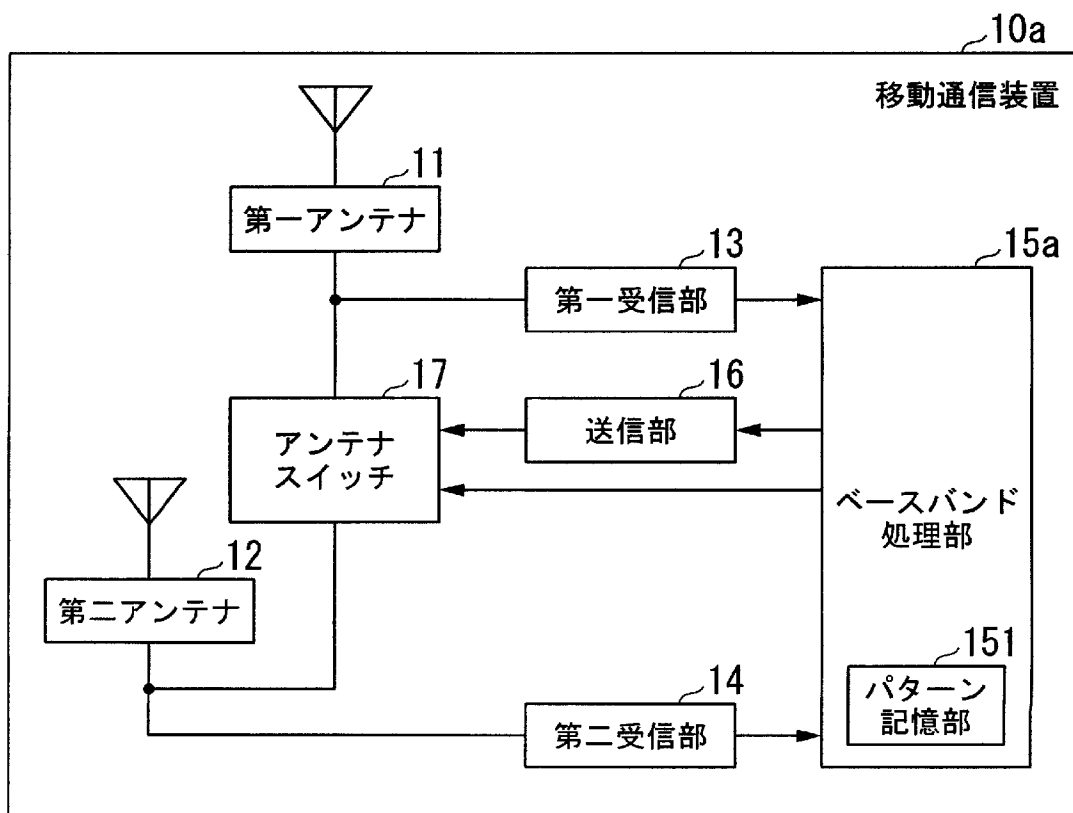 10a
移動通信装置
11
第一アンテナ
13
第一受信部
15a
17
アンテナ
スイッチ
16
送信部
ベースバンド
処理部
12
第二アンテナ
14
第二受信部
151
パターン
記憶部